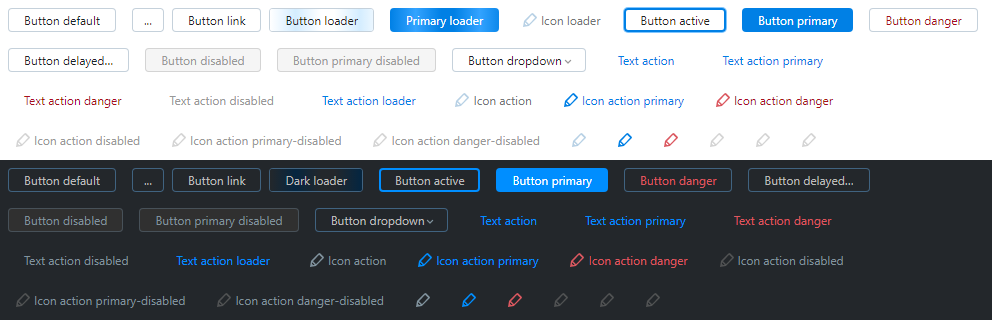 Button default ... Button link Button loader Primary loader Icon loader Button active Button primary Button danger
Button delayed... Button disabled Button primary disabled Button dropdown Text action Text action primary
Text action danger Text action disabled Text action loader Icon action Icon action primary Icon action danger
Icon action disabled Icon action primary-disabled Icon action danger-disabled
Button default ... Button link Dark loader Button active Button primary Button danger Button delayed...
Button disabled Button primary disabled Button dropdown Text action Text action primary Text action danger
Text action disabled Text action loader Icon action Icon action primary Icon action danger Icon action disabled
Icon action primary-disabled Icon action danger-disabled